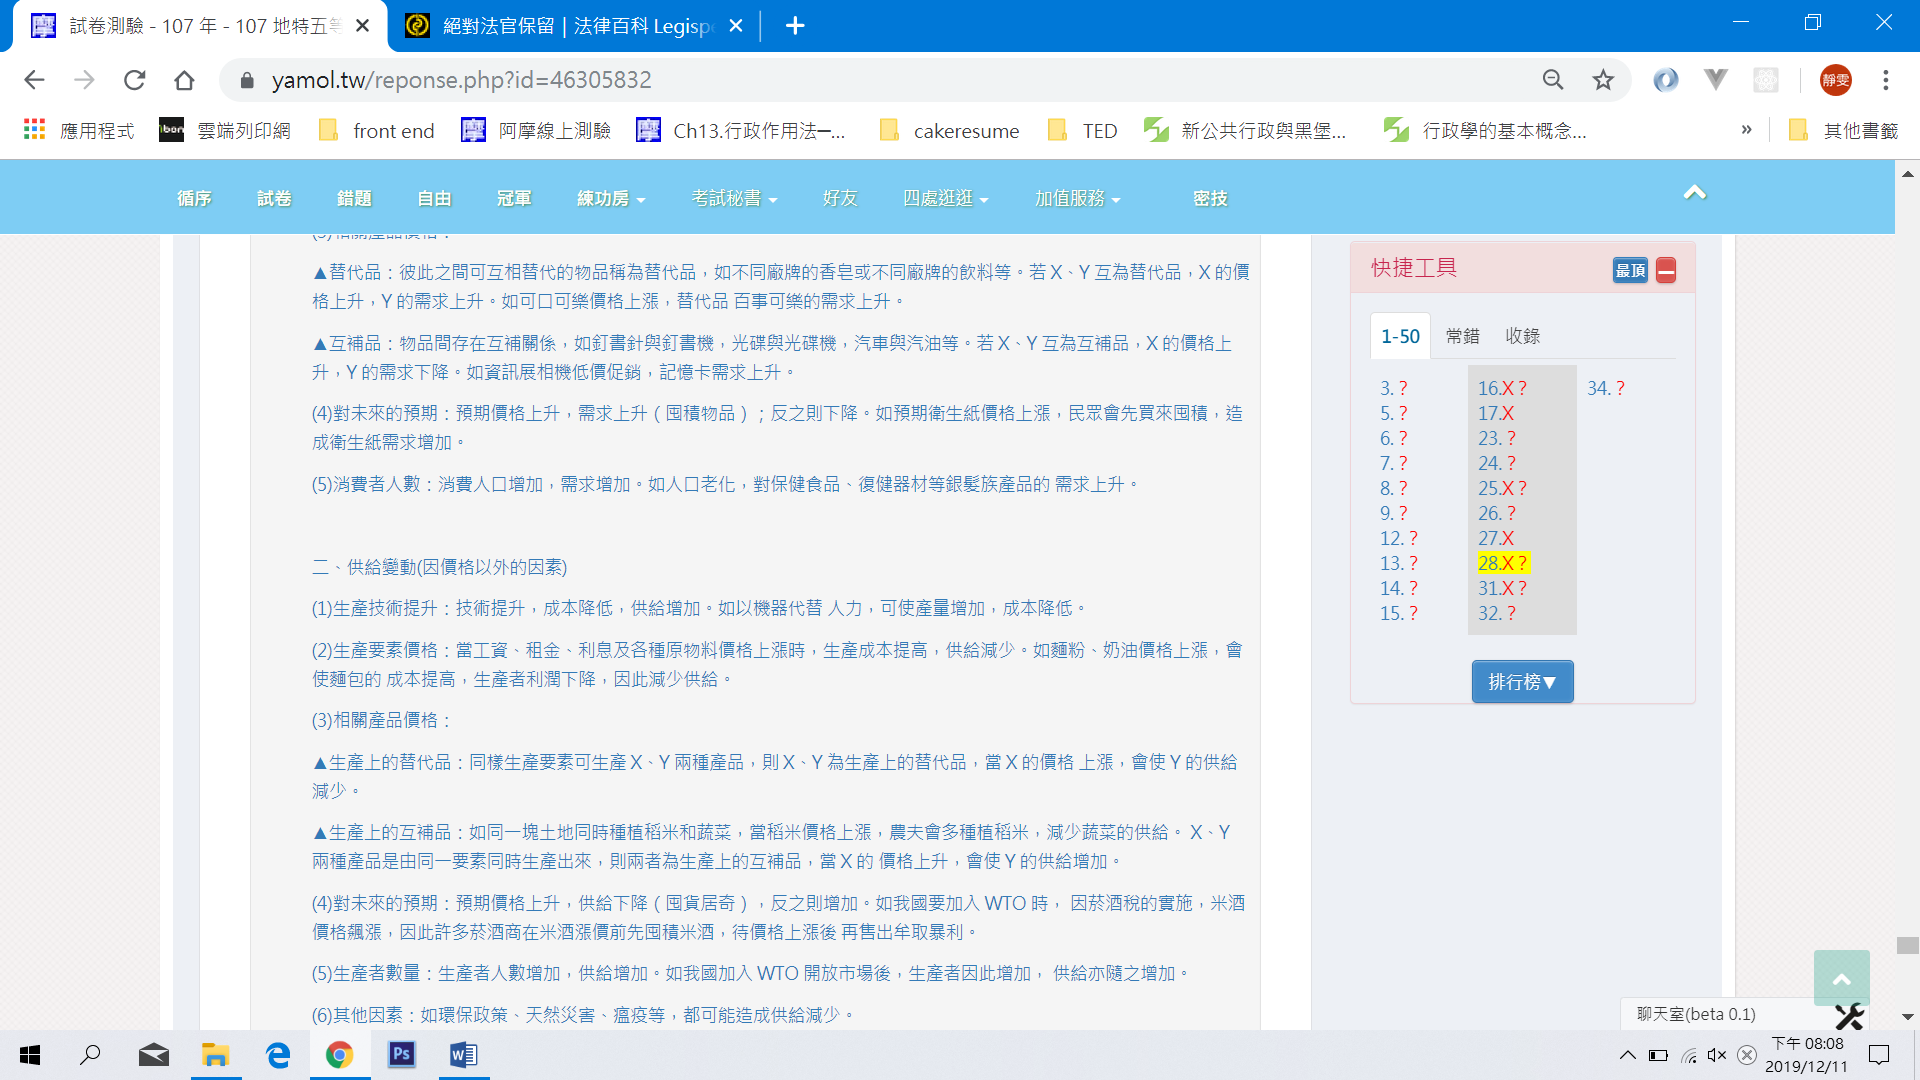 試卷測驗 - 107 年 - 107 地特五等
絕對法官保留 | 法律百科 Legispe
yamol.tw/reponse.php?id=46305832
靜雯
應用程式
ibon
雲端列印網
front end
阿摩線上測驗
Ch13.行政作用法─...
cakeresume
TED
新公共行政與黑堡...
行政學的基本概念...
»
其他書籤
循序
試卷
錯題
自由
冠軍
練功房
考試秘書
好友
四處逛逛
加值服務
密技
(3)相關產品價格：
▲替代品：彼此之間可互相替代的物品稱為替代品，如不同廠牌的香皂或不同廠牌的飲料等。若 X、Y 互為替代品，X 的價
格上升，Y 的需求上升。如可口可樂價格上漲，替代品 百事可樂的需求上升。
▲互補品：物品間存在互補關係，如釘書針與釘書機，光碟與光碟機，汽車與汽油等。若 X、Y 互為互補品，X 的價格上
升，Y 的需求下降。如資訊展相機低價促銷，記憶卡需求上升。
(4)對未來的預期：預期價格上升，需求上升（囤積物品）；反之則下降。如預期衛生紙價格上漲，民眾會先買來囤積，造
成衛生紙需求增加。
(5)消費者人數：消費人口增加，需求增加。如人口老化，對保健食品、復健器材等銀髮族產品的 需求上升。
二、供給變動(因價格以外的因素)
(1)生產技術提升：技術提升，成本降低，供給增加。如以機器代替 人力，可使產量增加，成本降低。
(2)生產要素價格：當工資、租金、利息及各種原物料價格上漲時，生產成本提高，供給減少。如麵粉、奶油價格上漲，會
使麵包的 成本提高，生產者利潤下降，因此減少供給。
(3)相關產品價格：
▲生產上的替代品：同樣生產要素可生產 X、Y 兩種產品，則 X、Y 為生產上的替代品，當 X 的價格 上漲，會使 Y 的供給
減少。
▲生產上的互補品：如同一塊土地同時種植稻米和蔬菜，當稻米價格上漲，農夫會多種植稻米，減少蔬菜的供給。 X、Y
兩種產品是由同一要素同時生產出來，則兩者為生產上的互補品，當 X 的 價格上升，會使 Y 的供給增加。
(4)對未來的預期：預期價格上升，供給下降（囤貨居奇），反之則增加。如我國要加入 WTO 時， 因菸酒稅的實施，米酒
價格飆漲，因此許多菸酒商在米酒漲價前先囤積米酒，待價格上漲後 再售出牟取暴利。
(5)生產者數量：生產者人數增加，供給增加。如我國加入 WTO 開放市場後，生產者因此增加， 供給亦隨之增加。
(6)其他因素：如環保政策、天然災害、瘟疫等，都可能造成供給減少。
快捷工具
最頂
1-50
常錯
收錄
3. ?
5. ?
6. ?
7. ?
8. ?
9. ?
12. ?
13. ?
14. ?
15. ?
16.X ?
17.X
23. ?
24. ?
25.X ?
26. ?
27.X
28.X ?
31.X ?
32. ?
34. ?
排行榜▼
聊天室(beta 0.1)
Ps
下午 08:08
2019/12/11